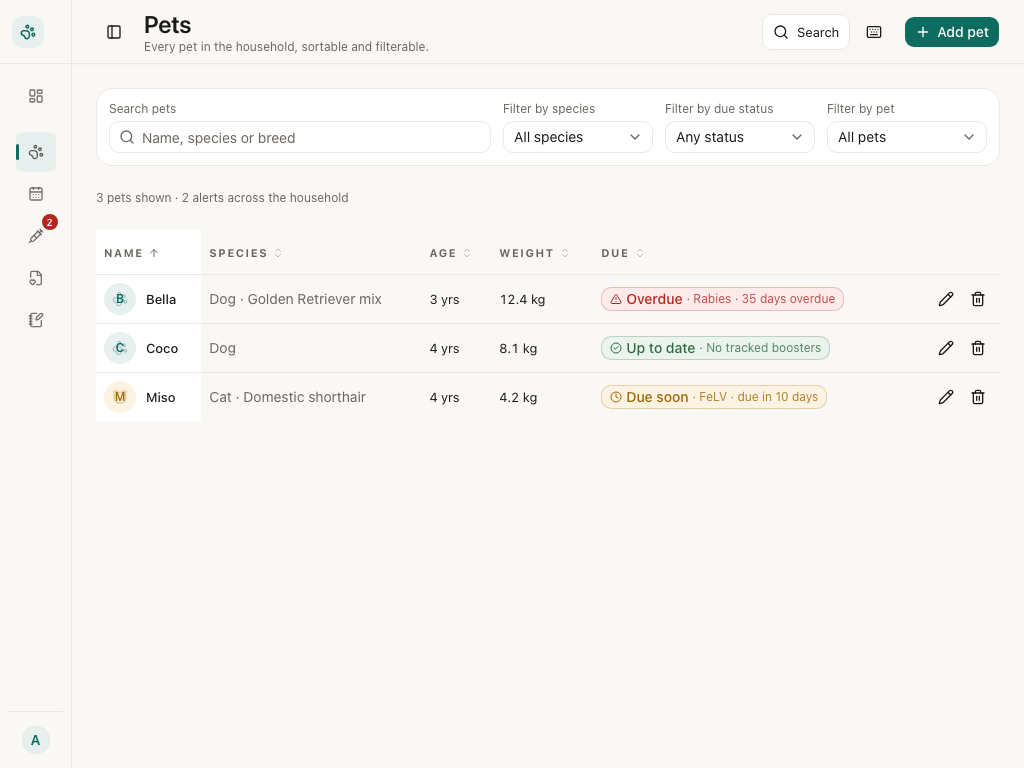 Pets
Every pet in the household, sortable and filterable.
Search
Add pet
2
A
Search pets
Name, species or breed
Filter by species
All species
Filter by due status
Any status
Filter by pet
All pets
3 pets shown · 2 alerts across the household
NAME SPECIES AGE WEIGHT DUE
B Bella Dog · Golden Retriever mix 3 yrs 12.4 kg Overdue · Rabies · 35 days overdue
C Coco Dog 4 yrs 8.1 kg Up to date · No tracked boosters
M Miso Cat · Domestic shorthair 4 yrs 4.2 kg Due soon · FeLV · due in 10 days